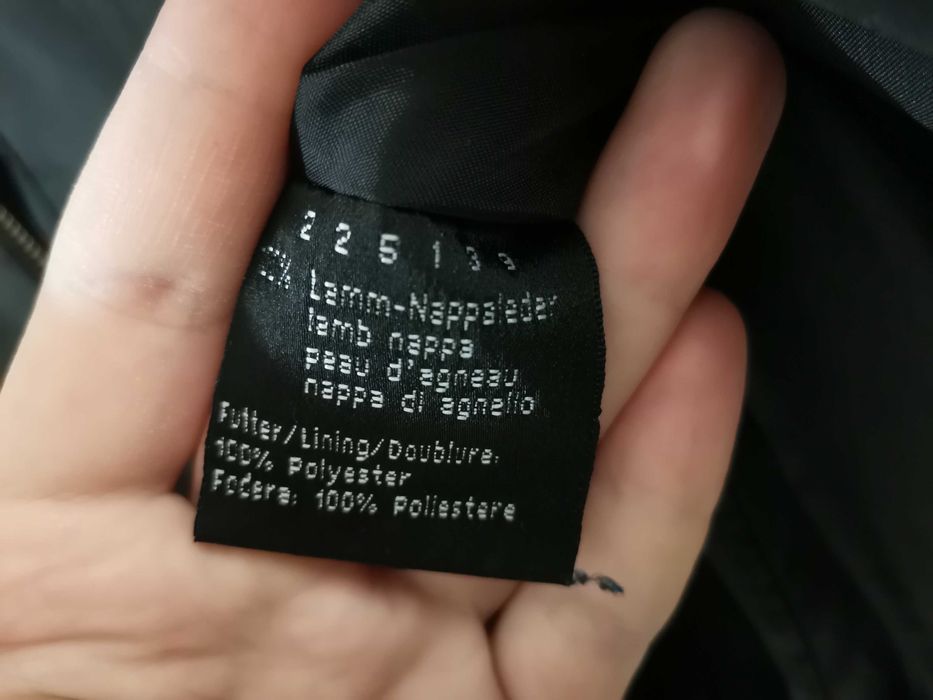 2 2 5 1 3 9
Lamm-Nappaleder
lamb nappa
peau d'agneau
nappa di agnello
Futter/Lining/Doublure:
100% Polyester
Fodera: 100% Poliestere